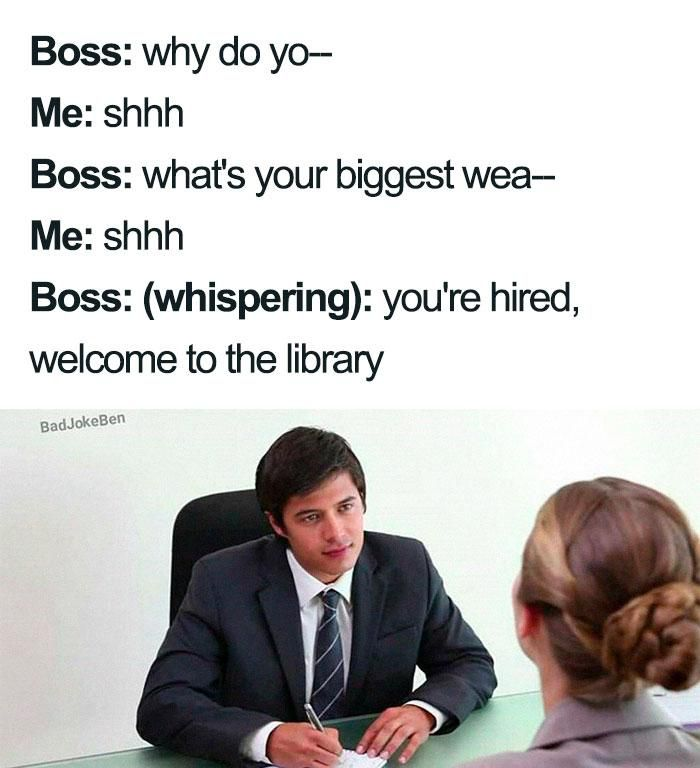 Boss: why do yo--
Me: shhh
Boss: what's your biggest wea--
Me: shhh
Boss: (whispering): you're hired,
welcome to the library
BadJokeBen